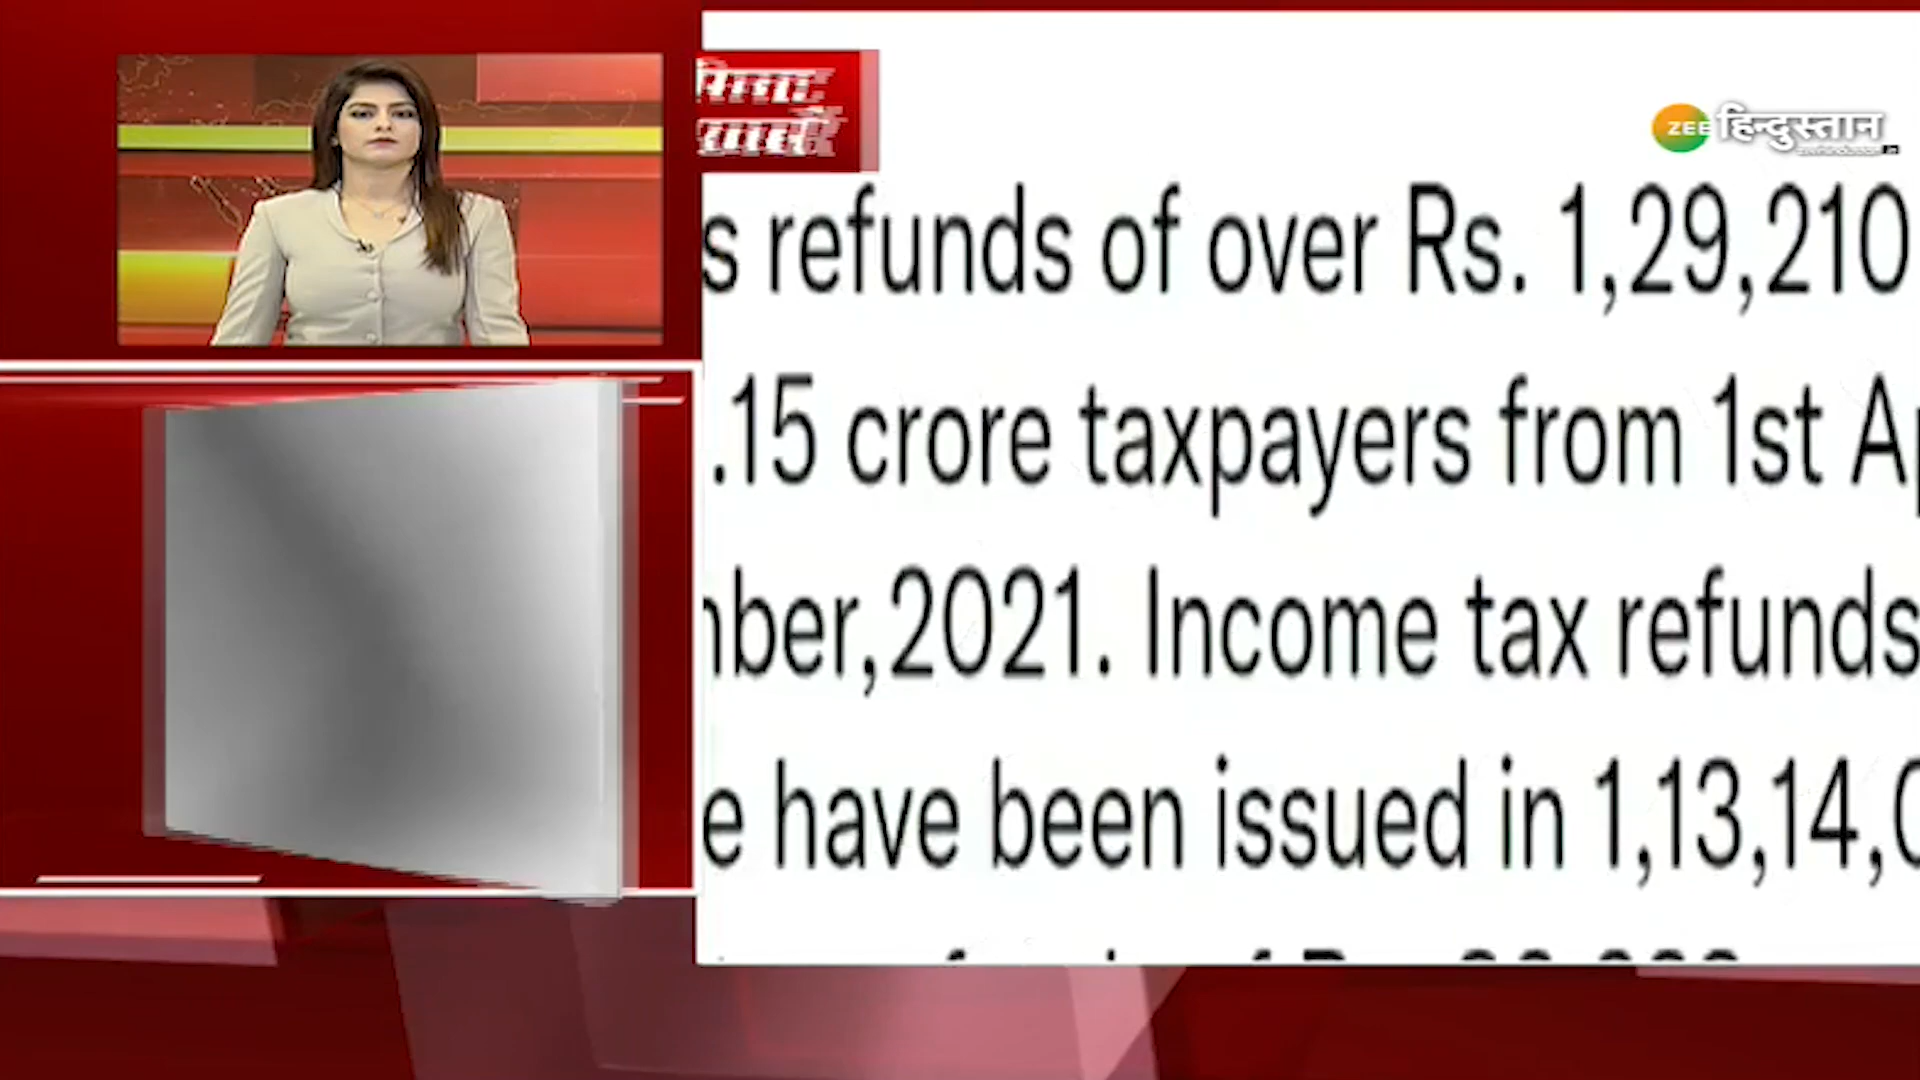 ZEE हिन्दुस्तान
s refunds of over Rs. 1,29,210
.15 crore taxpayers from 1st Ap
ber,2021. Income tax refunds
e have been issued in 1,13,14,0